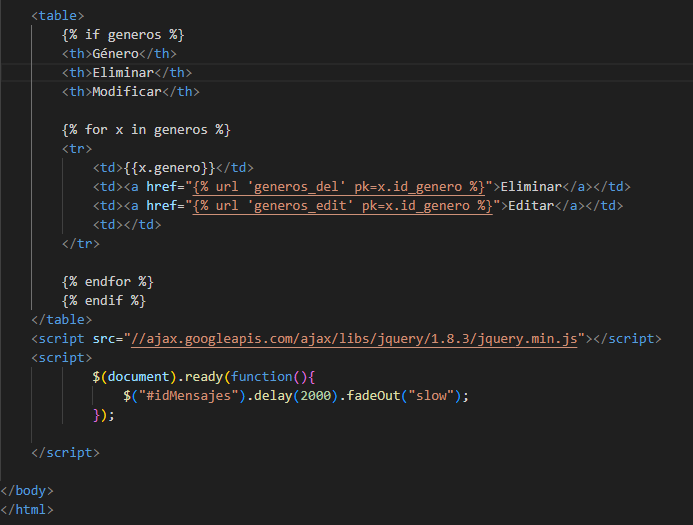 <table>
{% if generos %}
<th>Género</th>
<th>Eliminar</th>
<th>Modificar</th>
{% for x in generos %}
<tr>
<td>{{x.genero}}</td>
<td><a href="{% url 'generos_del' pk=x.id_genero %}">Eliminar</a></td>
<td><a href="{% url 'generos_edit' pk=x.id_genero %}">Editar</a></td>
<td></td>
</tr>
{% endfor %}
{% endif %}
</table>
<script src="//ajax.googleapis.com/ajax/libs/jquery/1.8.3/jquery.min.js"></script>
<script>
$(document).ready(function(){
$("#idMensajes").delay(2000).fadeOut("slow");
});
</script>
</body>
</html>